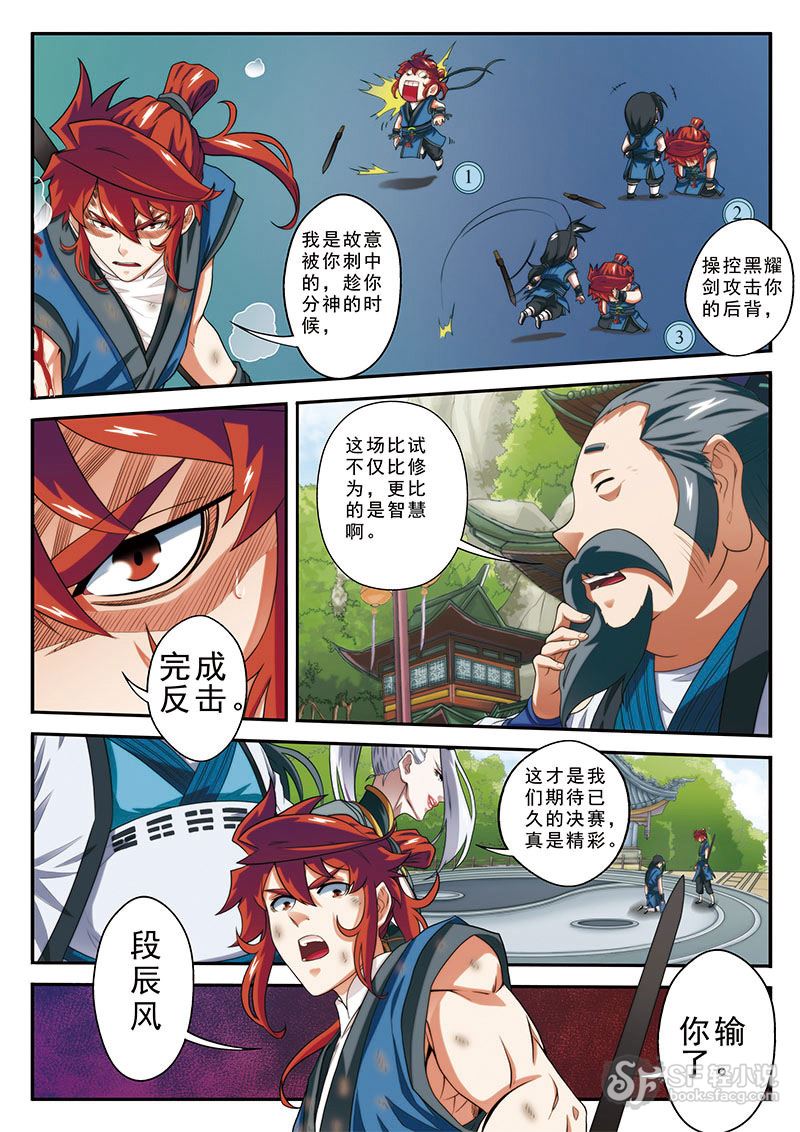 我是故意
被你刺中
的，趁你
分神的时
候，
1
2
3
操控黑耀
剑攻击你
的后背，
完成
反击。
这场比试
不仅比修
为，更比
的是智慧
啊。
这才是我
们期待已
久的决赛，
真是精彩。
段
辰
风
你输
了。
SF轻小说
book.sfacg.com